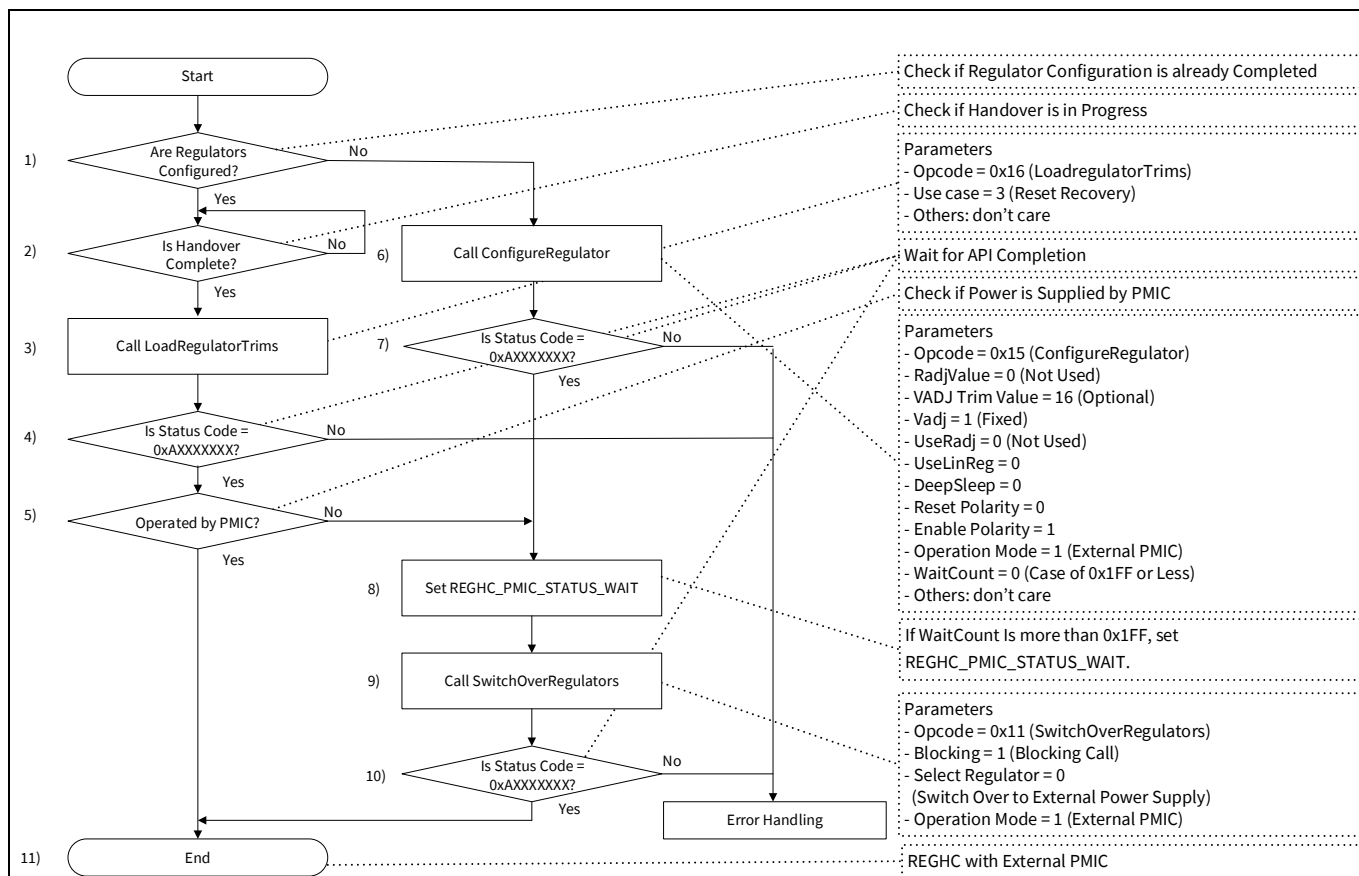 Start
1)
Are Regulators
Configured?
No
Yes
2)
Is Handover
Complete?
No
Yes
3)
Call LoadRegulatorTrims
4)
Is Status Code =
0xAXXXXXXX?
No
Yes
5)
Operated by PMIC?
No
Yes
6)
Call ConfigureRegulator
7)
Is Status Code =
0xAXXXXXXX?
No
Yes
8)
Set REGHC_PMIC_STATUS_WAIT
9)
Call SwitchOverRegulators
10)
Is Status Code =
0xAXXXXXXX?
No
Yes
Error Handling
11)
End
Check if Regulator Configuration is already Completed
Check if Handover is in Progress
Parameters
- Opcode = 0x16 (LoadregulatorTrims)
- Use case = 3 (Reset Recovery)
- Others: don't care
Wait for API Completion
Check if Power is Supplied by PMIC
Parameters
- Opcode = 0x15 (ConfigureRegulator)
- RadjValue = 0 (Not Used)
- VADJ Trim Value = 16 (Optional)
- Vadj = 1 (Fixed)
- UseRadj = 0 (Not Used)
- UseLinReg = 0
- DeepSleep = 0
- Reset Polarity = 0
- Enable Polarity = 1
- Operation Mode = 1 (External PMIC)
- WaitCount = 0 (Case of 0x1FF or Less)
- Others: don't care
If WaitCount Is more than 0x1FF, set
REGHC_PMIC_STATUS_WAIT.
Parameters
- Opcode = 0x11 (SwitchOverRegulators)
- Blocking = 1 (Blocking Call)
- Select Regulator = 0
(Switch Over to External Power Supply)
- Operation Mode = 1 (External PMIC)
REGHC with External PMIC